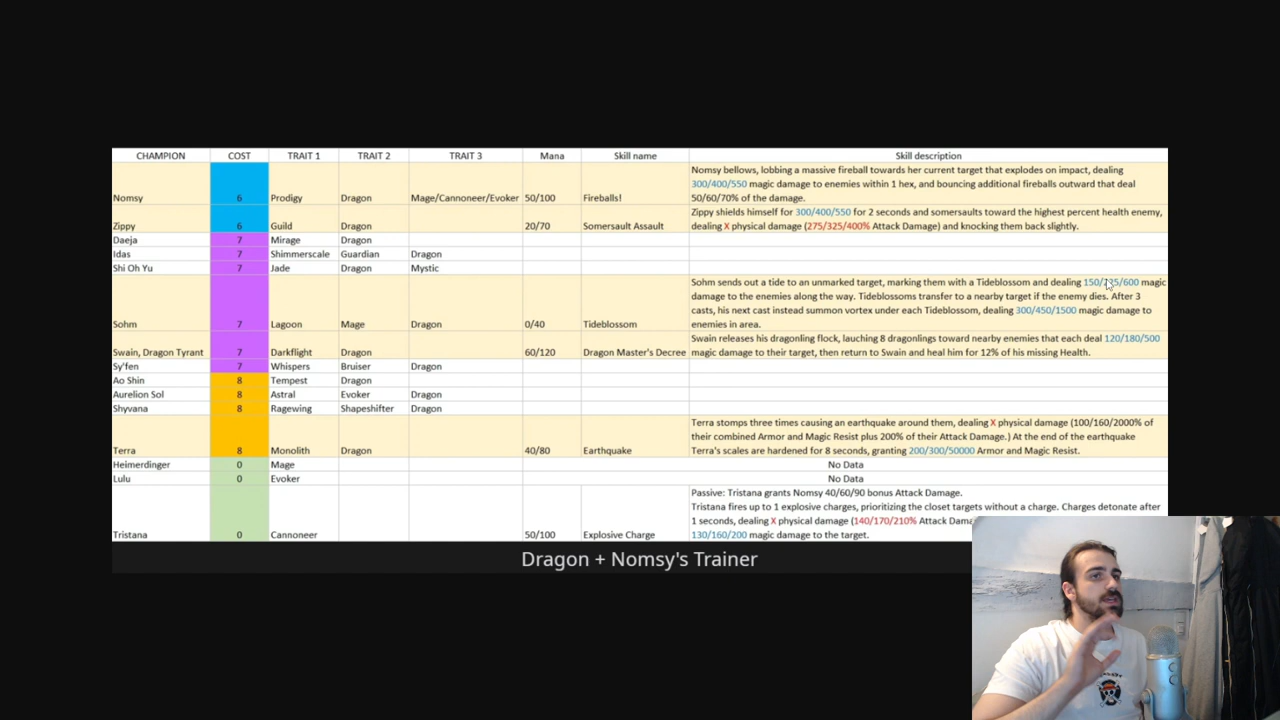 CHAMPION COST TRAIT 1 TRAIT 2 TRAIT 3 Mana Skill name Skill description
Nomsy bellows, lobbing a massive fireball towards her current target that explodes on impact, dealing
300/400/550 magic damage to enemies within 1 hex, and bouncing additional fireballs outward that deal
Nomsy 6 Prodigy Dragon Mage/Cannoneer/Evoker 50/100 Fireballs! 50/60/70% of the damage.
Zippy shields himself for 300/400/550 for 2 seconds and somersaults toward the highest percent health enemy,
Zippy 6 Guild Dragon 20/70 Somersault Assault dealing X physical damage (275/325/400% Attack Damage) and knocking them back slightly.
Daeja 7 Mirage Dragon
Idas 7 Shimmerscale Guardian Dragon
Shi Oh Yu 7 Jade Dragon Mystic
Sohm sends out a tide to an unmarked target, marking them with a Tideblossom and dealing magic
damage to the enemies along the way. Tideblossoms transfer to a nearby target if the enemy dies. After 3
casts, his next cast instead summon vortex under each Tideblossom, dealing 300/450/1500 magic damage to
Sohm 7 Lagoon Mage Dragon 0/40 Tideblossom enemies in area.
Swain releases his dragonling flock, lauching 8 dragonlings toward nearby enemies that each deal 120/180/500
Swain, Dragon Tyrant 7 Darkflight Dragon 60/120 Dragon Master's Decree magic damage to their target, then return to Swain and heal him for 12% of his missing Health.
Sy'fen 7 Whispers Bruiser Dragon
Ao Shin 8 Tempest Dragon
Aurelion Sol 8 Astral Evoker Dragon
Shyvana 8 Ragewing Shapeshifter Dragon
Terra stomps three times causing an earthquake around them, dealing X physical damage (100/160/2000% of
their combined Armor and Magic Resist plus 200% of their Attack Damage.) At the end of the earthquake
Terra 8 Monolith Dragon 40/80 Earthquake Terra's scales are hardened for 8 seconds, granting 200/300/50000 Armor and Magic Resist.
Heimerdinger 0 Mage No Data
Lulu 0 Evoker No Data
Passive: Tristana grants Nomsy 40/60/90 bonus Attack Damage.
Tristana fires up to 1 explosive charges, prioritizing the closet targets without a charge. Charges detonate after
1 seconds, dealing X physical damage (140/170/210% Attack
Tristana 0 Cannoneer 50/100 Explosive Charge 130/160/200 magic damage to the target.
Dragon + Nomsy's Trainer